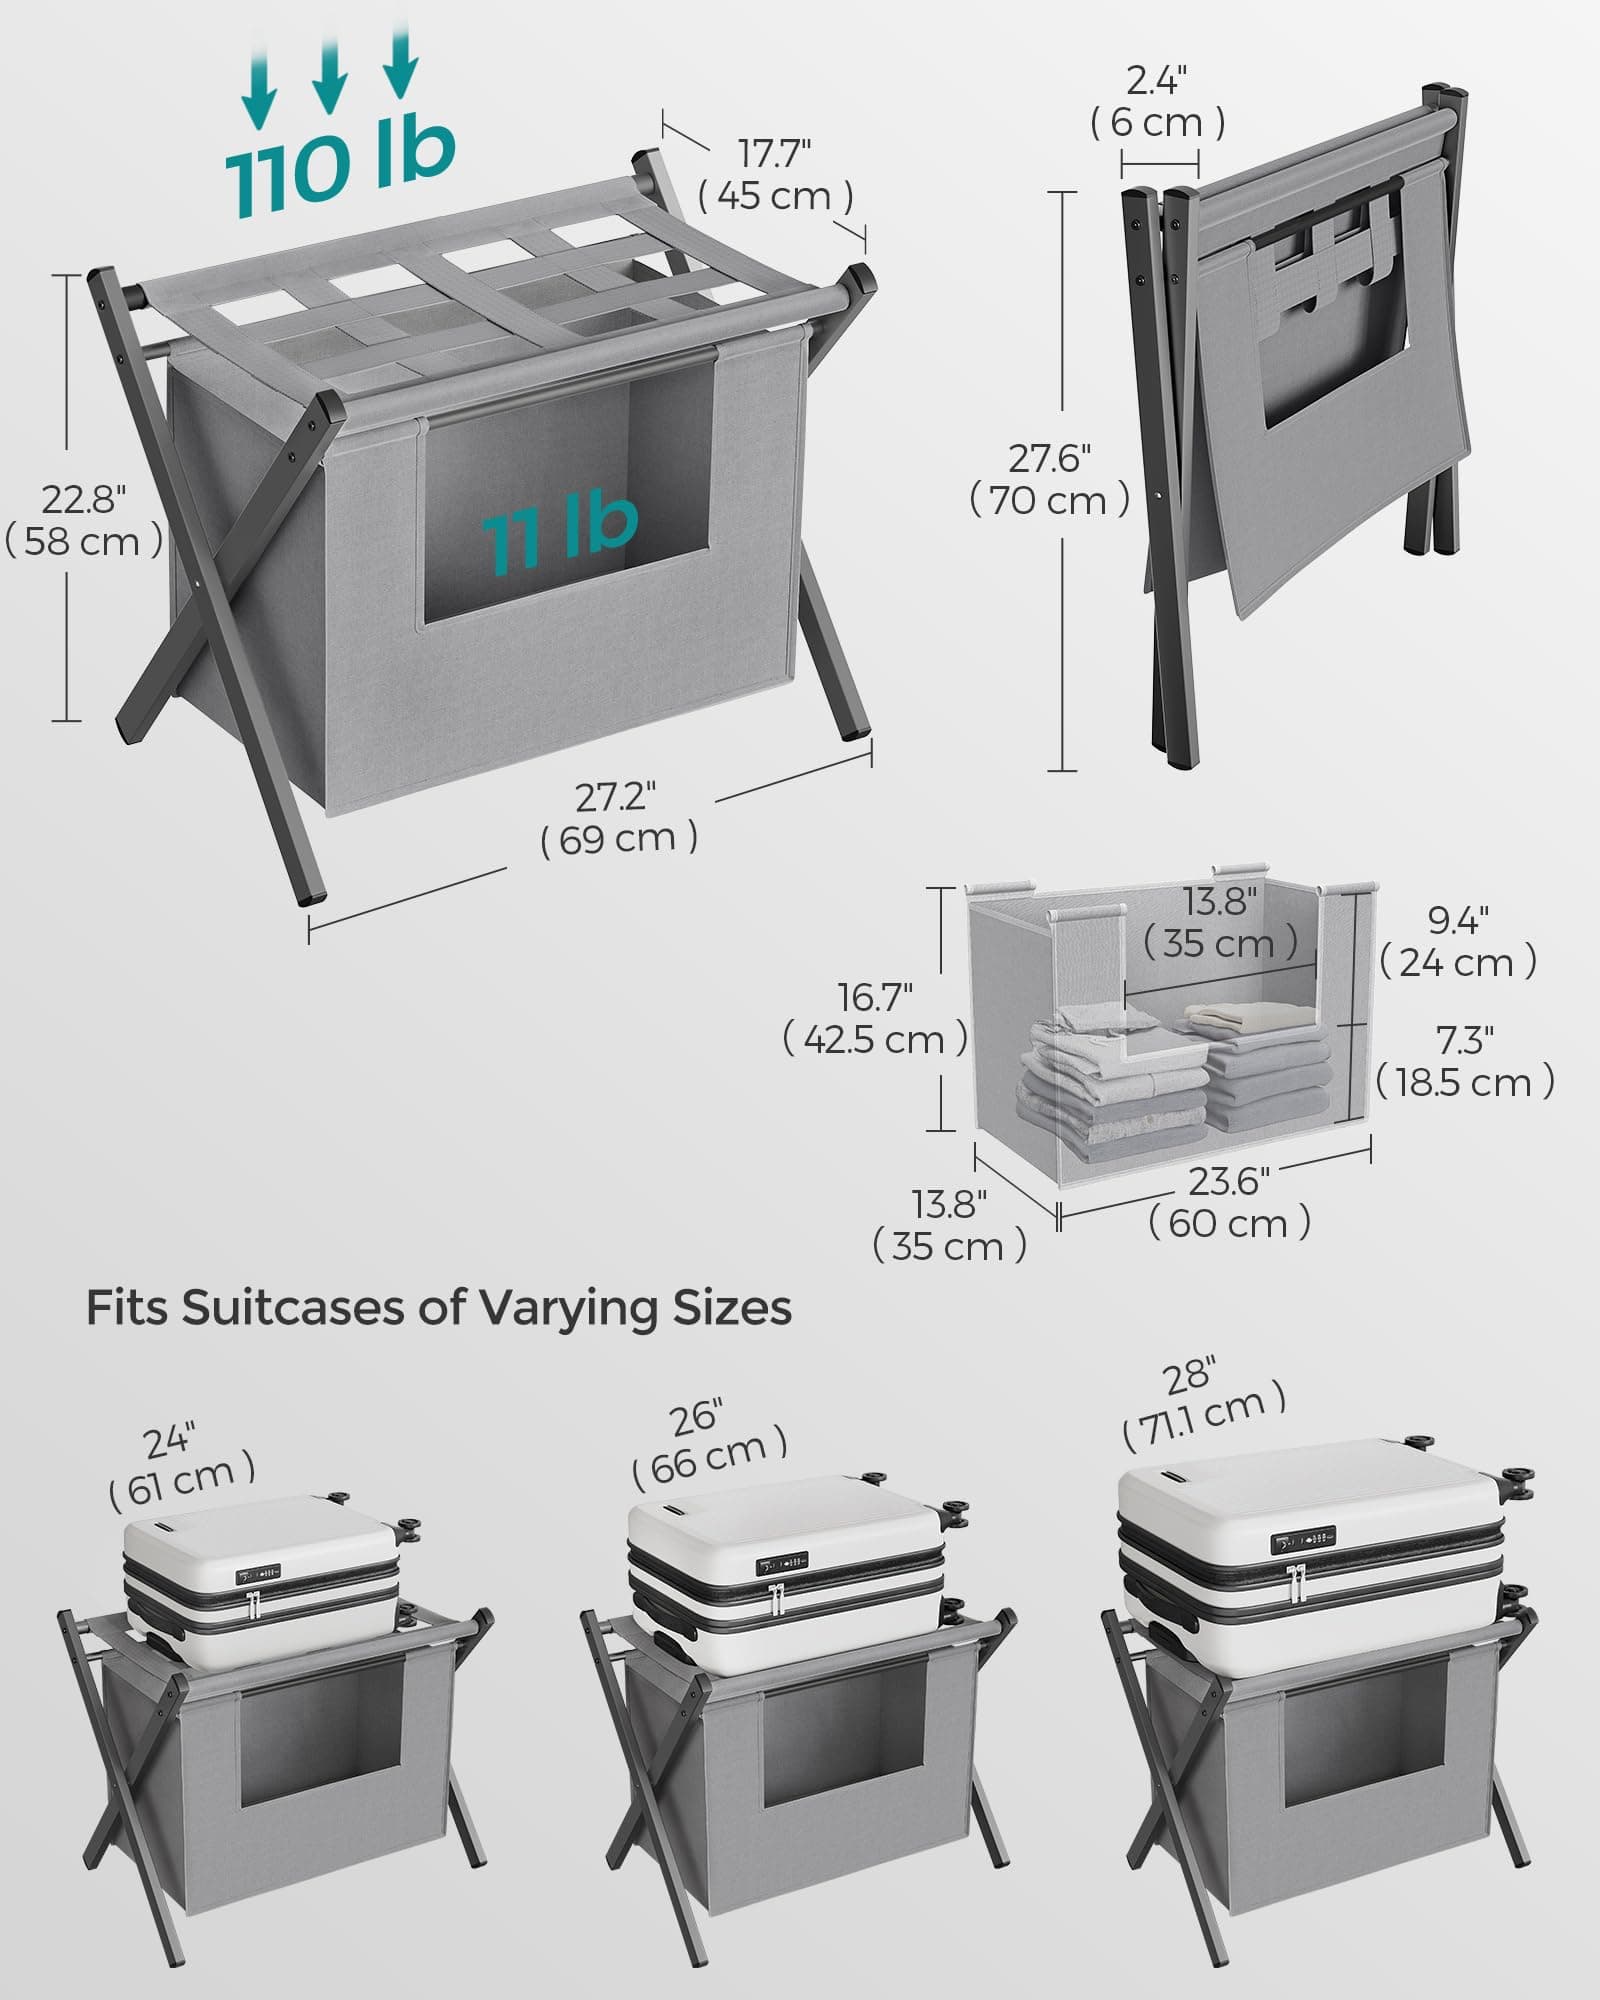 110 lb
17.7"
( 45 cm )
22.8"
( 58 cm )
11 lb
27.2"
( 69 cm )
2.4"
( 6 cm )
27.6"
( 70 cm )
13.8"
( 35 cm )
9.4"
( 24 cm )
16.7"
( 42.5 cm )
7.3"
( 18.5 cm )
13.8"
( 35 cm )
23.6"
( 60 cm )
Fits Suitcases of Varying Sizes
24"
( 61 cm )
26"
( 66 cm )
28"
( 71.1 cm )